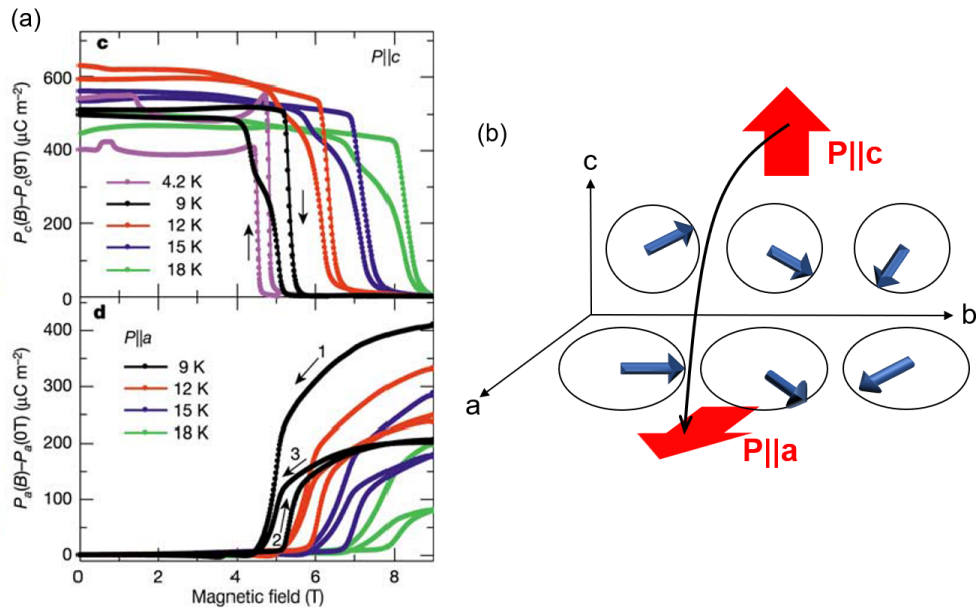 (a)
c
P||c
Pc(B)–Pc(9T) (μC m⁻²)
600
400
200
0
4.2 K
9 K
12 K
15 K
18 K
d
P||a
Pa(B)–Pa(0T) (μC m⁻²)
400
300
200
100
0
9 K
12 K
15 K
18 K
1
3
2
0
2
4
6
8
Magnetic field (T)
(b)
c
b
a
P||c
P||a